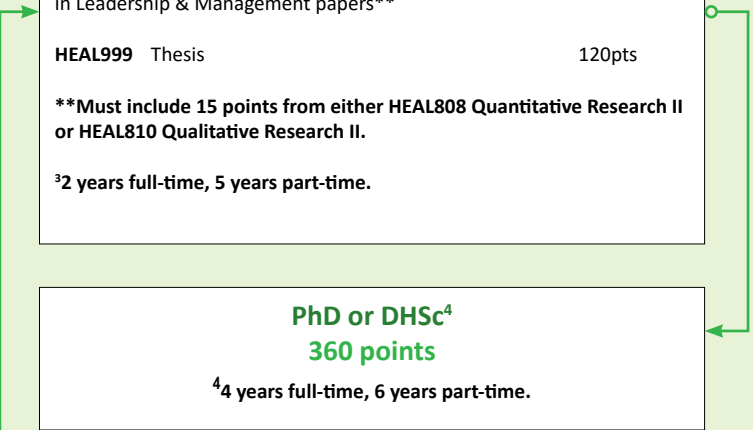 in Leadership & Management papers**
HEAL999 Thesis 120pts
**Must include 15 points from either HEAL808 Quantitative Research II
or HEAL810 Qualitative Research II.
³2 years full-time, 5 years part-time.
PhD or DHSc⁴
360 points
⁴4 years full-time, 6 years part-time.